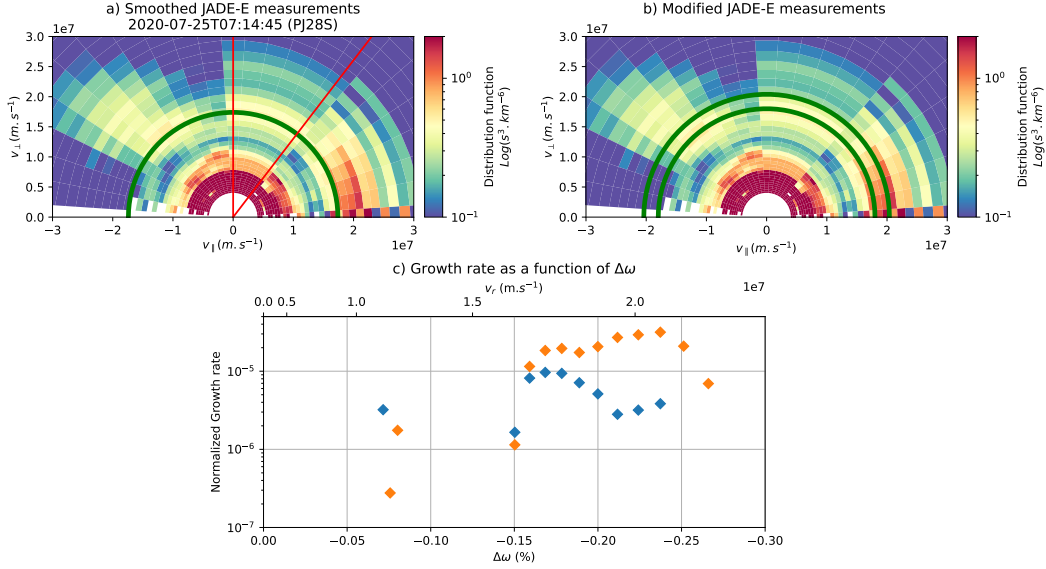 a) Smoothed JADE-E measurements
2020-07-25T07:14:45 (PJ28S)
1e7
3.0
2.5
2.0
1.5
1.0
0.5
0.0
v⊥(m.s⁻¹)
−3 −2 −1 0 1 2 3
1e7
v∥(m.s⁻¹)
10⁰
10⁻¹
Distribution function
Log(s³.km⁻⁶)
b) Modified JADE-E measurements
1e7
3.0
2.5
2.0
1.5
1.0
0.5
0.0
v⊥(m.s⁻¹)
−3 −2 −1 0 1 2 3
1e7
v∥(m.s⁻¹)
10⁰
10⁻¹
Distribution function
Log(s³.km⁻⁶)
c) Growth rate as a function of Δω
vᵣ (m.s⁻¹)
1e7
0.0 0.5 1.0 1.5 2.0
10⁻⁵
10⁻⁶
10⁻⁷
Normalized Growth rate
0.00 −0.05 −0.10 −0.15 −0.20 −0.25 −0.30
Δω (%)